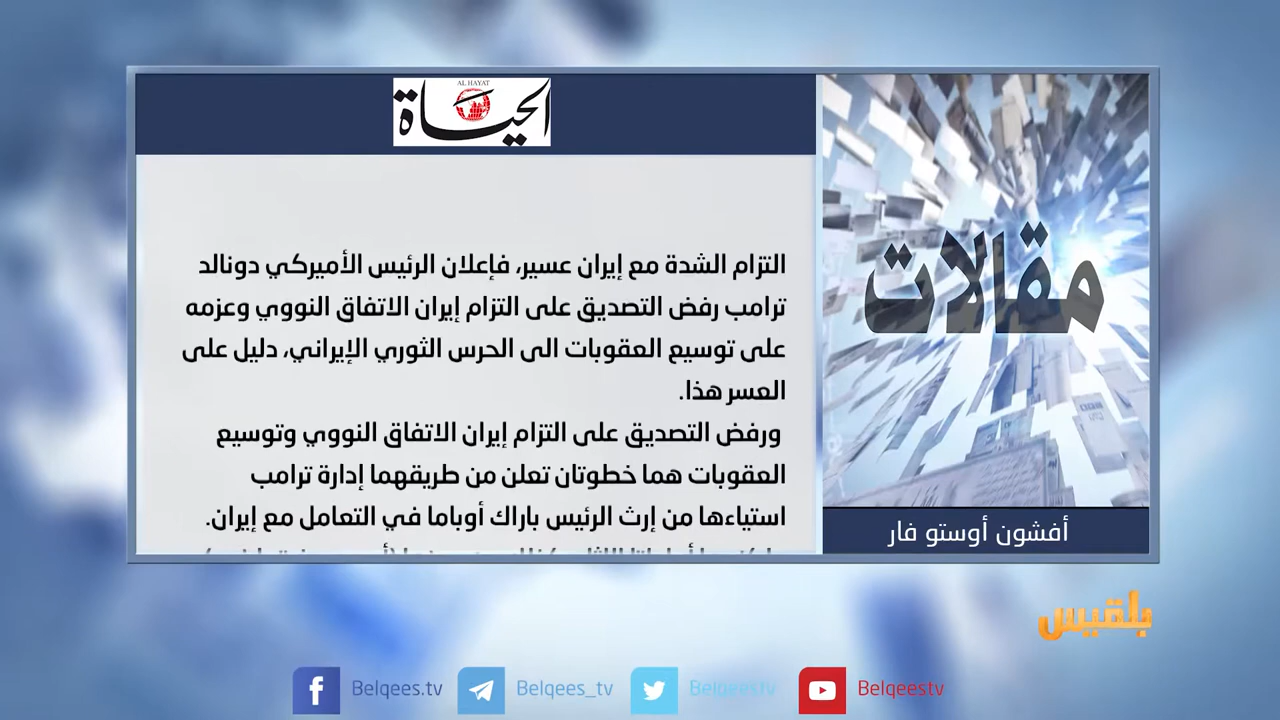 AL HAYAT
الحياة
مقالات
أفشون أوستو فار
التزام الشدة مع إيران عسير، فإعلان الرئيس الأميركي دونالد
ترامب رفض التصديق على التزام إيران الاتفاق النووي وعزمه
على توسيع العقوبات الى الحرس الثوري الإيراني، دليل على
العسر هذا.
ورفض التصديق على التزام إيران الاتفاق النووي وتوسيع
العقوبات هما خطوتان تعلن من طريقهما إدارة ترامب
استياءها من إرث الرئيس باراك أوباما في التعامل مع إيران.
بلقيس
Belqees.tv
Belqees_tv
Belqeestv
Belqeestv